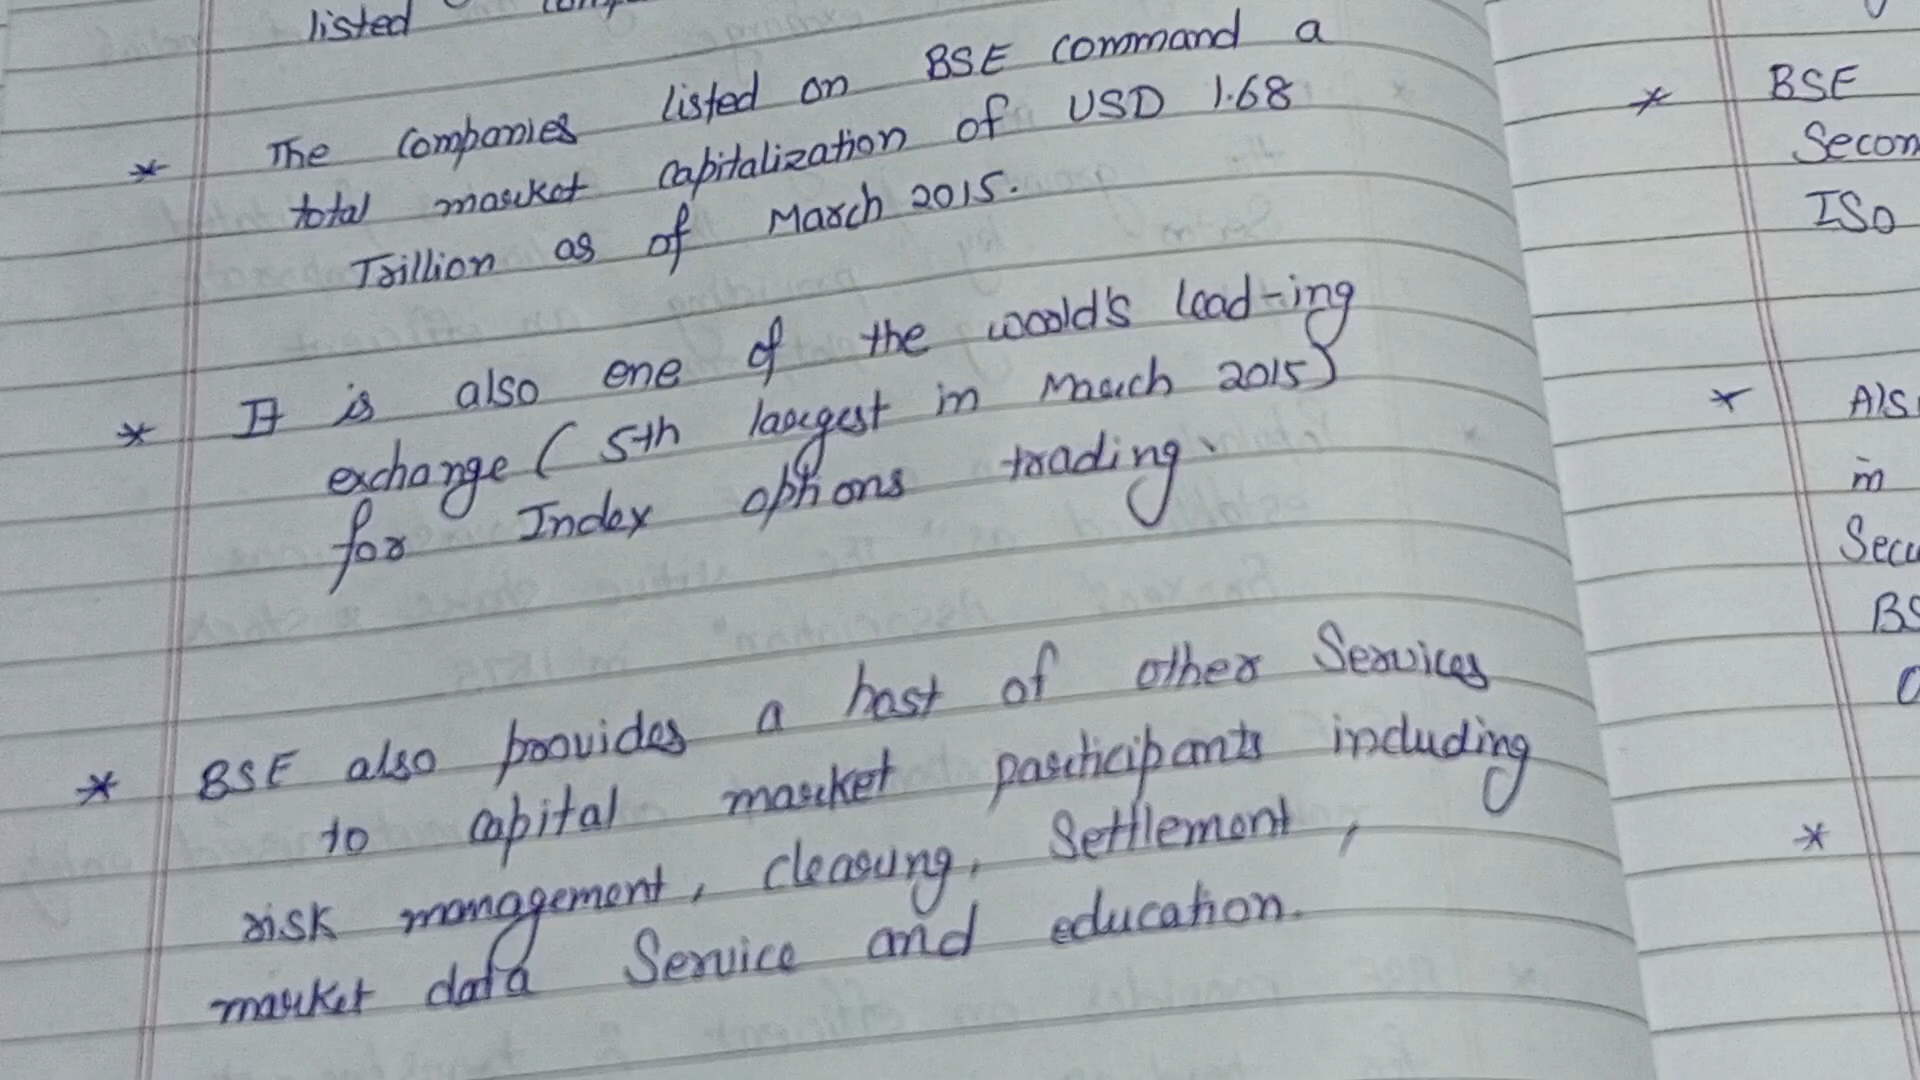 listed
* The Companies listed on BSE command a
total market capitalization of USD 1.68
Trillion as of March 2015.
* It is also one of the world's lead-ing
exchange ( 5th largest in March 2015)
for Index options trading.
* BSE also provides a host of other Services
to capital market participants including
risk management, clearing, Settlement,
market data Service and education.
* BSE
Secon
ISO
* Als
in
Secu
BS
*